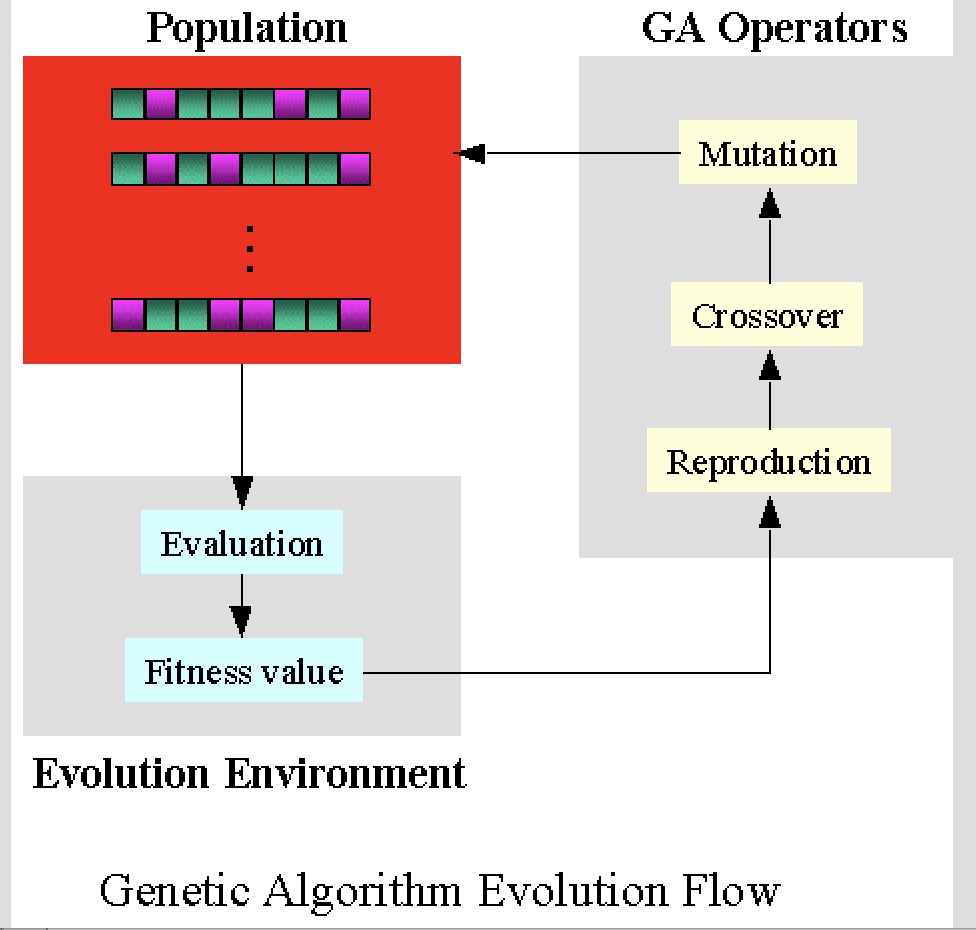 Population
GA Operators
Mutation
Crossover
Reproduction
Evaluation
Fitness value
Evolution Environment
Genetic Algorithm Evolution Flow